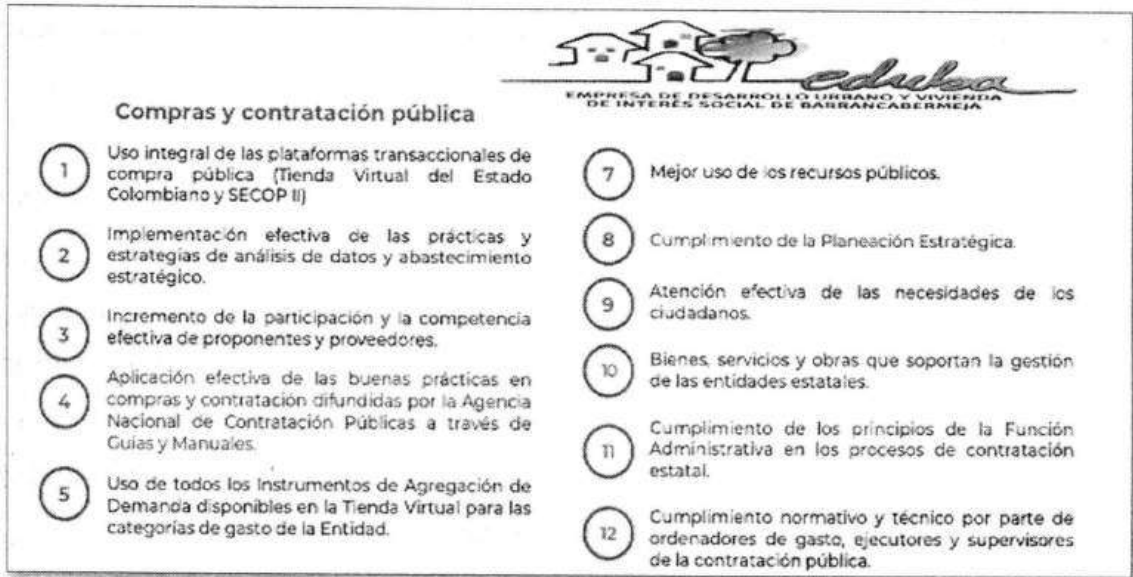 eduba
EMPRESA DE DESARROLLO URBANO Y VIVIENDA
DE INTERÉS SOCIAL DE BARRANCABERMEJA
Compras y contratación pública
1
Uso integral de las plataformas transaccionales de
compra pública (Tienda Virtual del Estado
Colombiano y SECOP II)
2
Implementación efectiva de las prácticas y
estrategias de análisis de datos y abastecimiento
estratégico.
3
Incremento de la participación y la competencia
efectiva de proponentes y proveedores.
4
Aplicación efectiva de las buenas prácticas en
compras y contratación difundidas por la Agencia
Nacional de Contratación Públicas a través de
Guías y Manuales.
5
Uso de todos los Instrumentos de Agregación de
Demanda disponibles en la Tienda Virtual para las
categorías de gasto de la Entidad.
7
Mejor uso de los recursos públicos.
8
Cumplimiento de la Planeación Estratégica.
9
Atención efectiva de las necesidades de los
ciudadanos.
10
Bienes, servicios y obras que soportan la gestión
de las entidades estatales.
11
Cumplimiento de los principios de la Función
Administrativa en los procesos de contratación
estatal.
12
Cumplimiento normativo y técnico por parte de
ordenadores de gasto, ejecutores y supervisores
de la contratación pública.